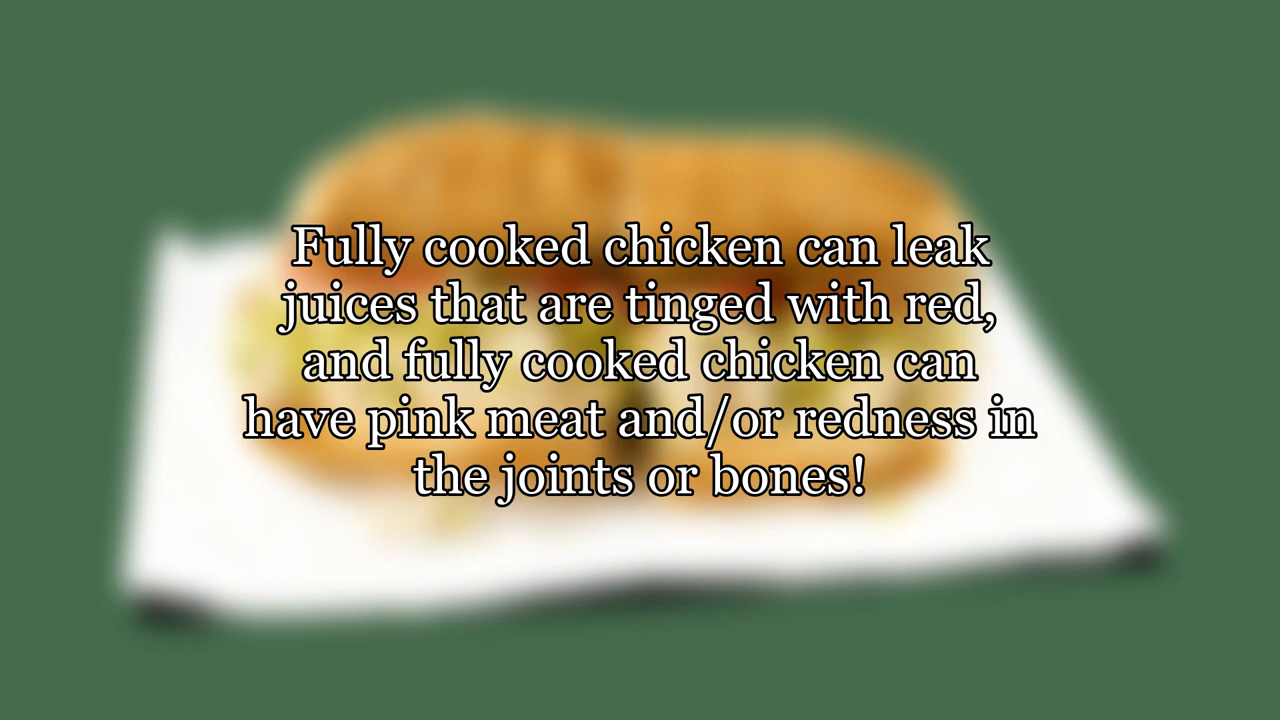 Fully cooked chicken can leak
juices that are tinged with red,
and fully cooked chicken can
have pink meat and/or redness in
the joints or bones!